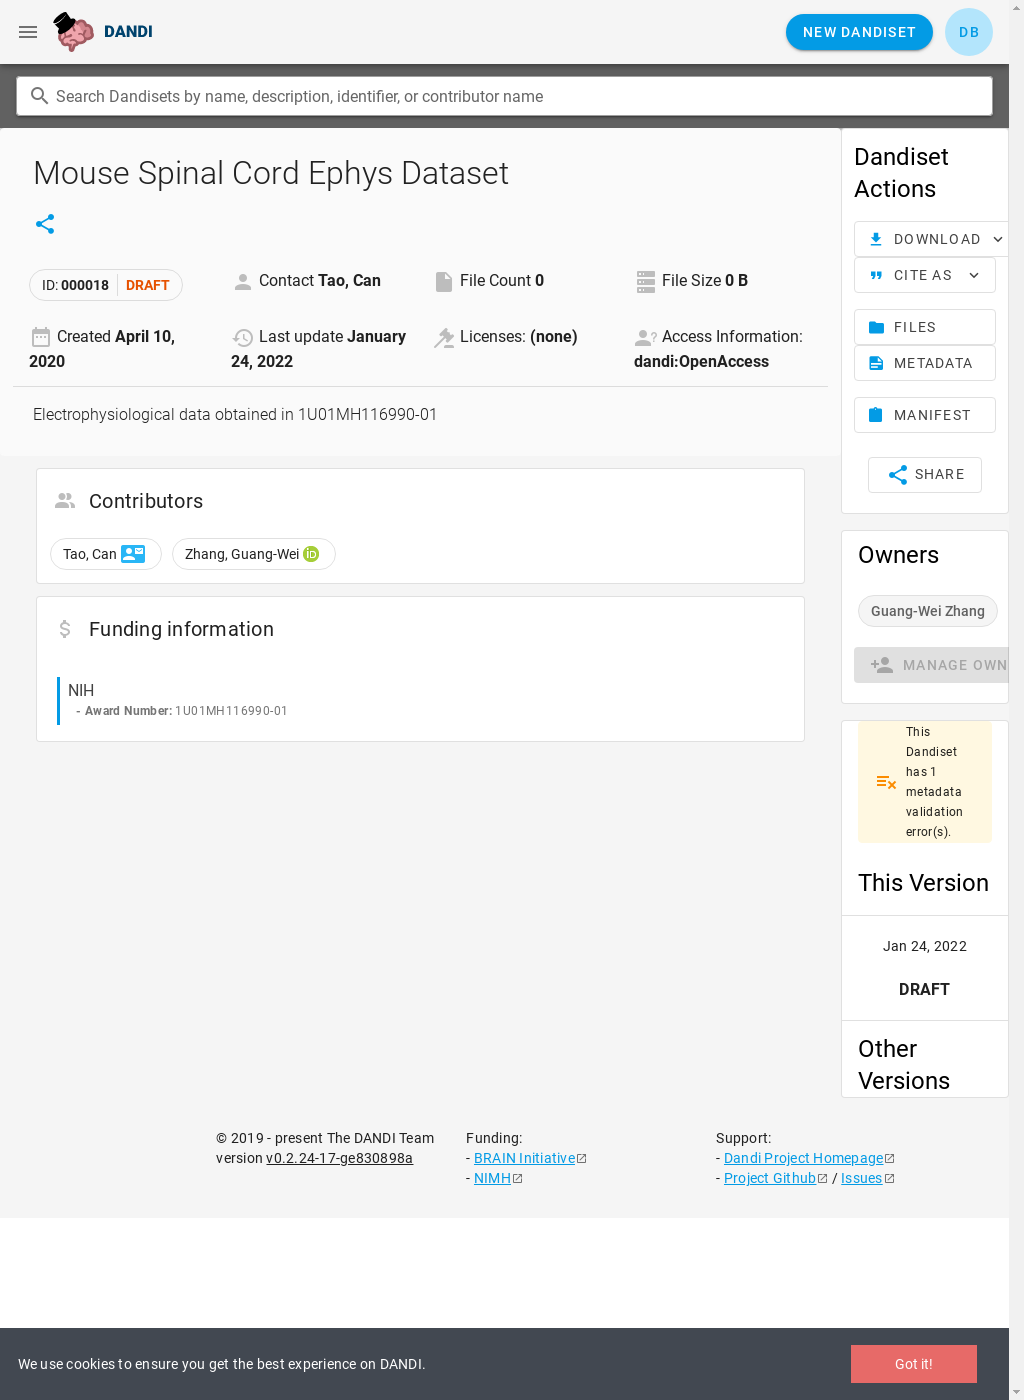 DANDI
NEW DANDISET
DB
Search Dandisets by name, description, identifier, or contributor name
Mouse Spinal Cord Ephys Dataset
ID: 000018 DRAFT
Contact Tao, Can
File Count 0
File Size 0 B
Created April 10,
2020
Last update January
24, 2022
Licenses: (none)
Access Information:
dandi:OpenAccess
Electrophysiological data obtained in 1U01MH116990-01
Contributors
Tao, Can
Zhang, Guang-Wei iD
Funding information
NIH
- Award Number: 1U01MH116990-01
Dandiset
Actions
DOWNLOAD
CITE AS
FILES
METADATA
MANIFEST
SHARE
Owners
Guang-Wei Zhang
MANAGE OWN
This
Dandiset
has 1
metadata
validation
error(s).
This Version
Jan 24, 2022
DRAFT
Other
Versions
© 2019 - present The DANDI Team
version v0.2.24-17-ge830898a
Funding:
- BRAIN Initiative
- NIMH
Support:
- Dandi Project Homepage
- Project Github / Issues
We use cookies to ensure you get the best experience on DANDI.
Got it!